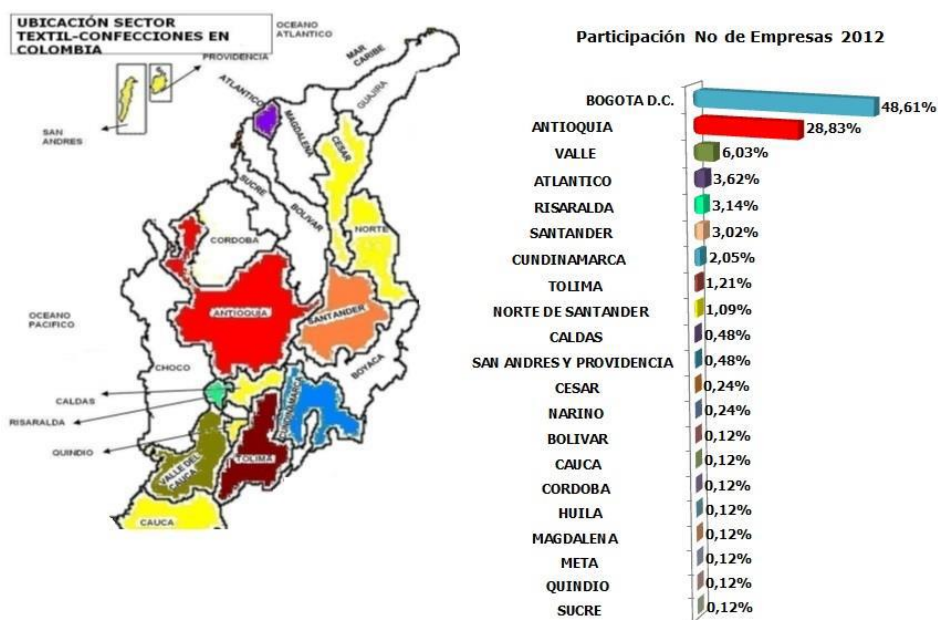 UBICACIÓN SECTOR
TEXTIL-CONFECCIONES EN
COLOMBIA
OCEANO
ATLANTICO
PROVIDENCIA
MAR
CARIBE
ATLANTICO
GUAJIRA
SAN
ANDRES
MAGDALENA
CESAR
SUCRE
BOLIVAR
NORTE
CORDOBA
OCEANO
PACIFICO
ANTIOQUIA
SANTANDER
BOYACA
CHOCO
CALDAS
CUNDINAMARCA
RISARALDA
QUINDIO
VALLE DEL
CAUCA
TOLIMA
CAUCA
Participación No de Empresas 2012
BOGOTA D.C. 48,61%
ANTIOQUIA 28,83%
VALLE 6,03%
ATLANTICO 3,62%
RISARALDA 3,14%
SANTANDER 3,02%
CUNDINAMARCA 2,05%
TOLIMA 1,21%
NORTE DE SANTANDER 1,09%
CALDAS 0,48%
SAN ANDRES Y PROVIDENCIA 0,48%
CESAR 0,24%
NARINO 0,24%
BOLIVAR 0,12%
CAUCA 0,12%
CORDOBA 0,12%
HUILA 0,12%
MAGDALENA 0,12%
META 0,12%
QUINDIO 0,12%
SUCRE 0,12%